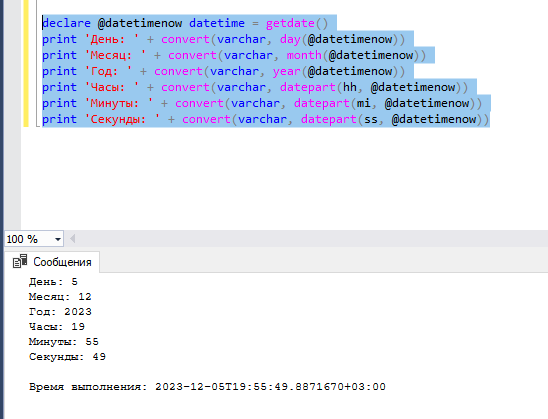 declare @datetimenow datetime = getdate()
print 'День: ' + convert(varchar, day(@datetimenow))
print 'Месяц: ' + convert(varchar, month(@datetimenow))
print 'Год: ' + convert(varchar, year(@datetimenow))
print 'Часы: ' + convert(varchar, datepart(hh, @datetimenow))
print 'Минуты: ' + convert(varchar, datepart(mi, @datetimenow))
print 'Секунды: ' + convert(varchar, datepart(ss, @datetimenow))
100 %
Сообщения
День: 5
Месяц: 12
Год: 2023
Часы: 19
Минуты: 55
Секунды: 49
Время выполнения: 2023-12-05T19:55:49.8871670+03:00